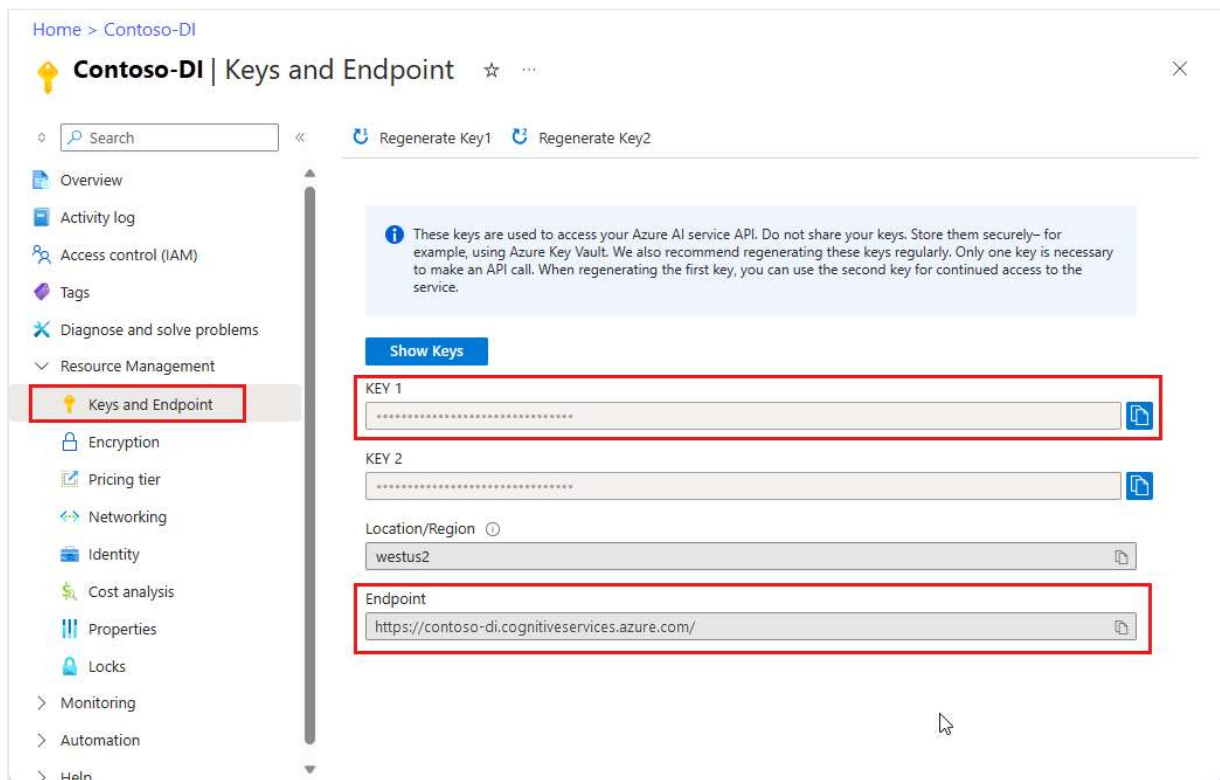 Home > Contoso-DI
Contoso-DI | Keys and Endpoint
Search
Regenerate Key1
Regenerate Key2
Overview
Activity log
Access control (IAM)
Tags
Diagnose and solve problems
Resource Management
Keys and Endpoint
Encryption
Pricing tier
Networking
Identity
Cost analysis
Properties
Locks
Monitoring
Automation
Help
These keys are used to access your Azure AI service API. Do not share your keys. Store them securely– for
example, using Azure Key Vault. We also recommend regenerating these keys regularly. Only one key is necessary
to make an API call. When regenerating the first key, you can use the second key for continued access to the
service.
Show Keys
KEY 1
KEY 2
Location/Region
westus2
Endpoint
https://contoso-di.cognitiveservices.azure.com/